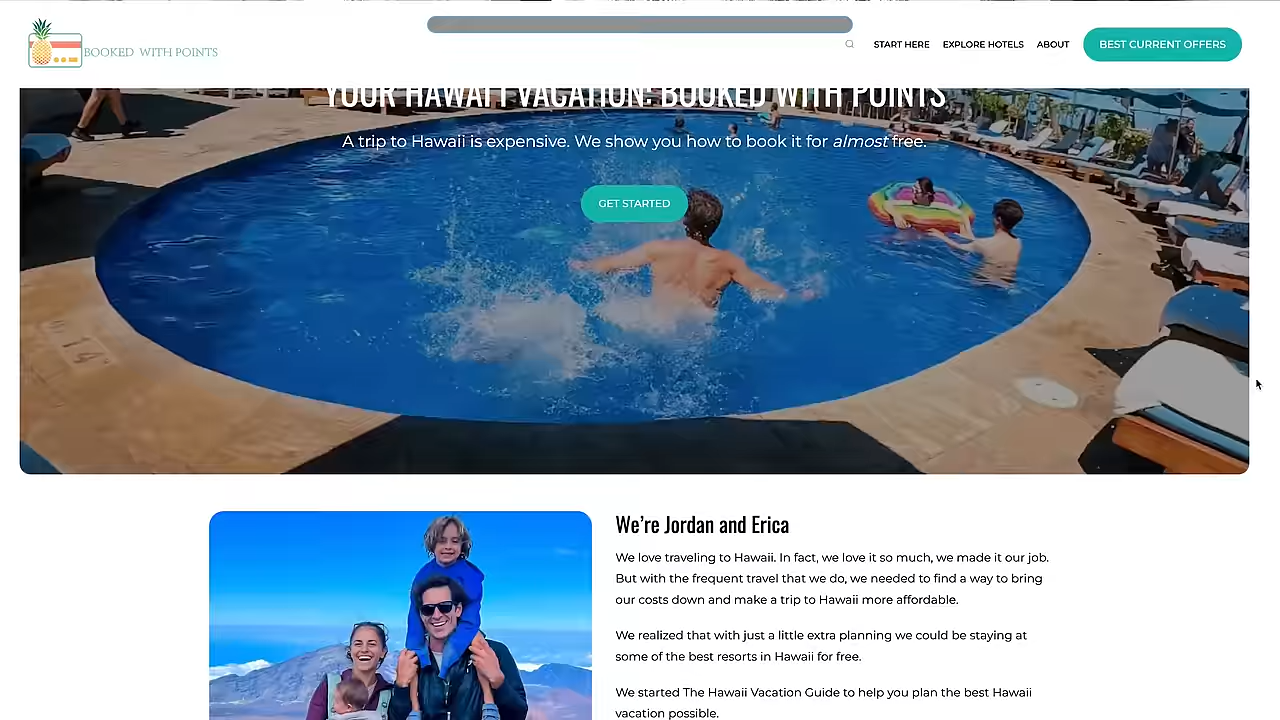 BOOKED WITH POINTS
START HERE
EXPLORE HOTELS
ABOUT
BEST CURRENT OFFERS
YOUR HAWAI'I VACATION: BOOKED WITH POINTS
A trip to Hawaii is expensive. We show you how to book it for almost free.
GET STARTED
We're Jordan and Erica
We love traveling to Hawaii. In fact, we love it so much, we made it our job.
But with the frequent travel that we do, we needed to find a way to bring
our costs down and make a trip to Hawaii more affordable.
We realized that with just a little extra planning we could be staying at
some of the best resorts in Hawaii for free.
We started The Hawaii Vacation Guide to help you plan the best Hawaii
vacation possible.